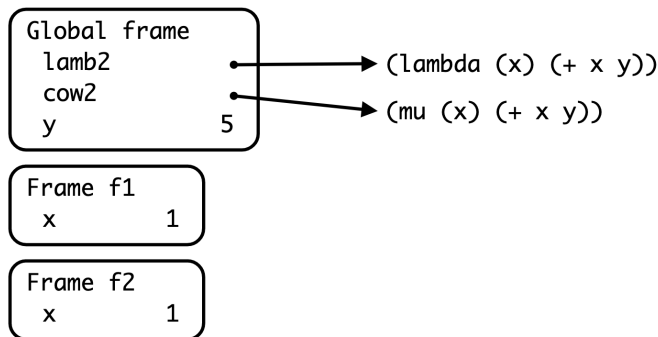 Global frame
lamb2 (lambda (x) (+ x y))
cow2 (mu (x) (+ x y))
y 5
Frame f1
x 1
Frame f2
x 1